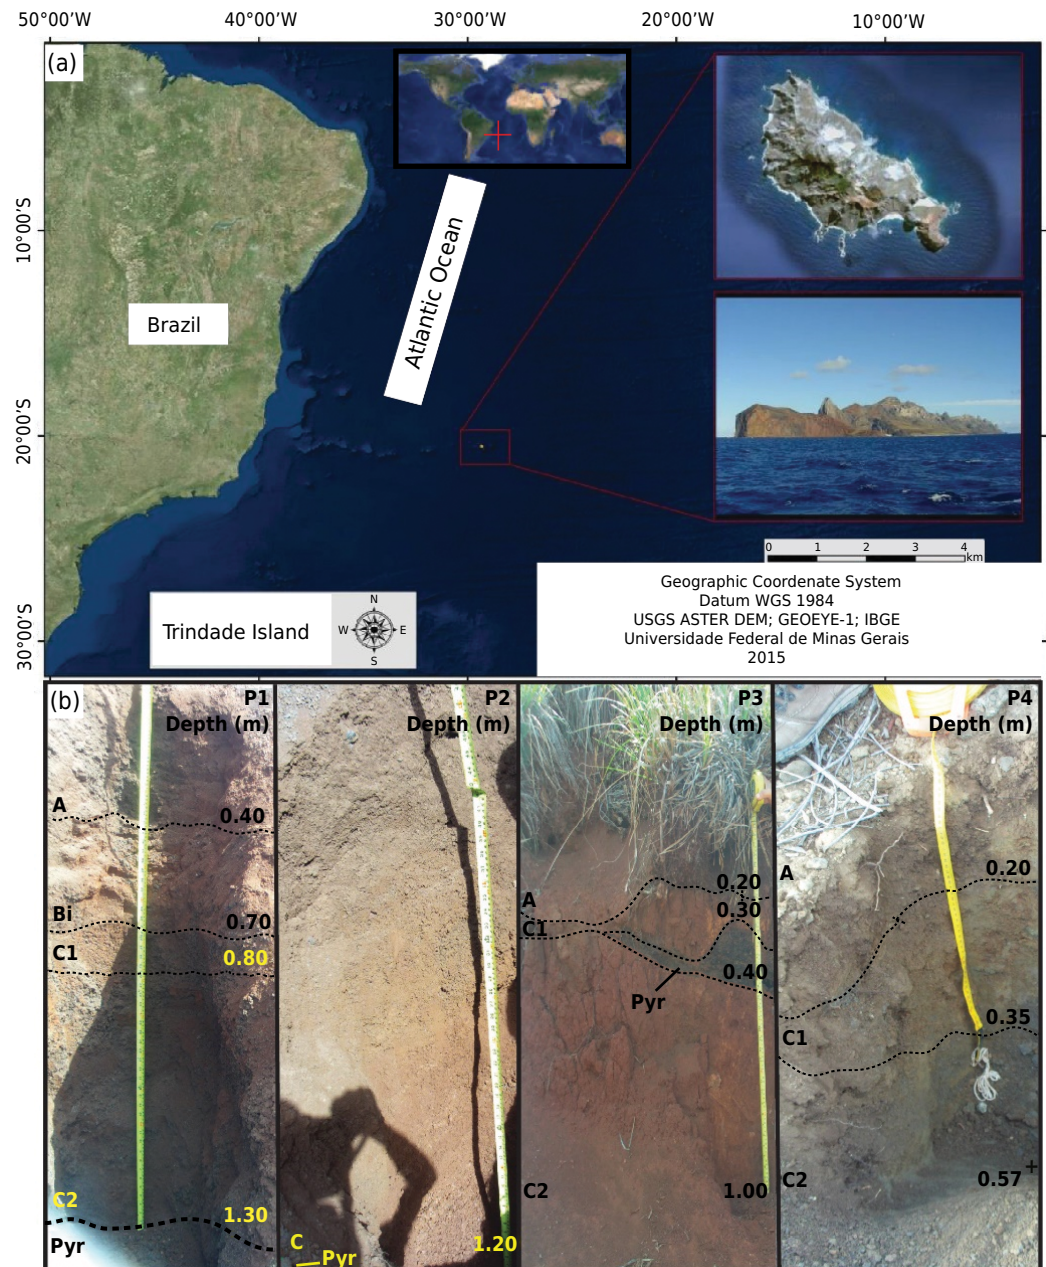 50°00'W 40°00'W 30°00'W 20°00'W 10°00'W
(a)
10°00'S
20°00'S
30°00'S
Brazil
Atlantic Ocean
0 1 2 3 4
km
Trindade Island
N
W E
S
Geographic Coordenate System
Datum WGS 1984
USGS ASTER DEM; GEOEYE-1; IBGE
Universidade Federal de Minas Gerais
2015
(b)
P1
Depth (m)
A
0.40
Bi
0.70
C1
0.80
C2
1.30
Pyr
P2
Depth (m)
C
1.20
Pyr
P3
Depth (m)
0.20
A
0.30
C1
0.40
Pyr
C2
1.00
P4
Depth (m)
0.20
A
0.35
C1
C2
0.57+